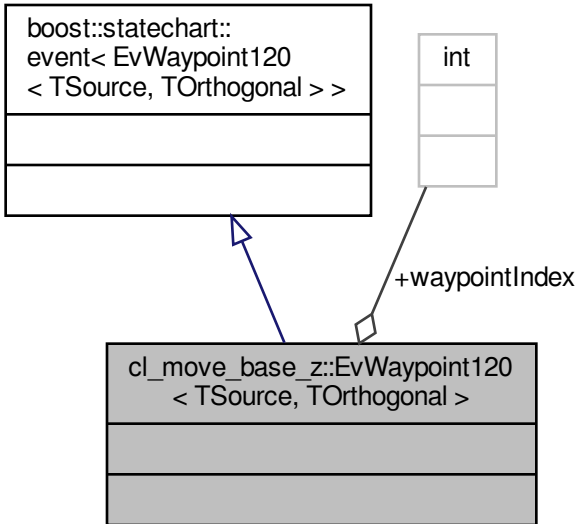 boost::statechart::
event< EvWaypoint120
< TSource, TOrthogonal > >
int
+waypointIndex
cl_move_base_z::EvWaypoint120
< TSource, TOrthogonal >